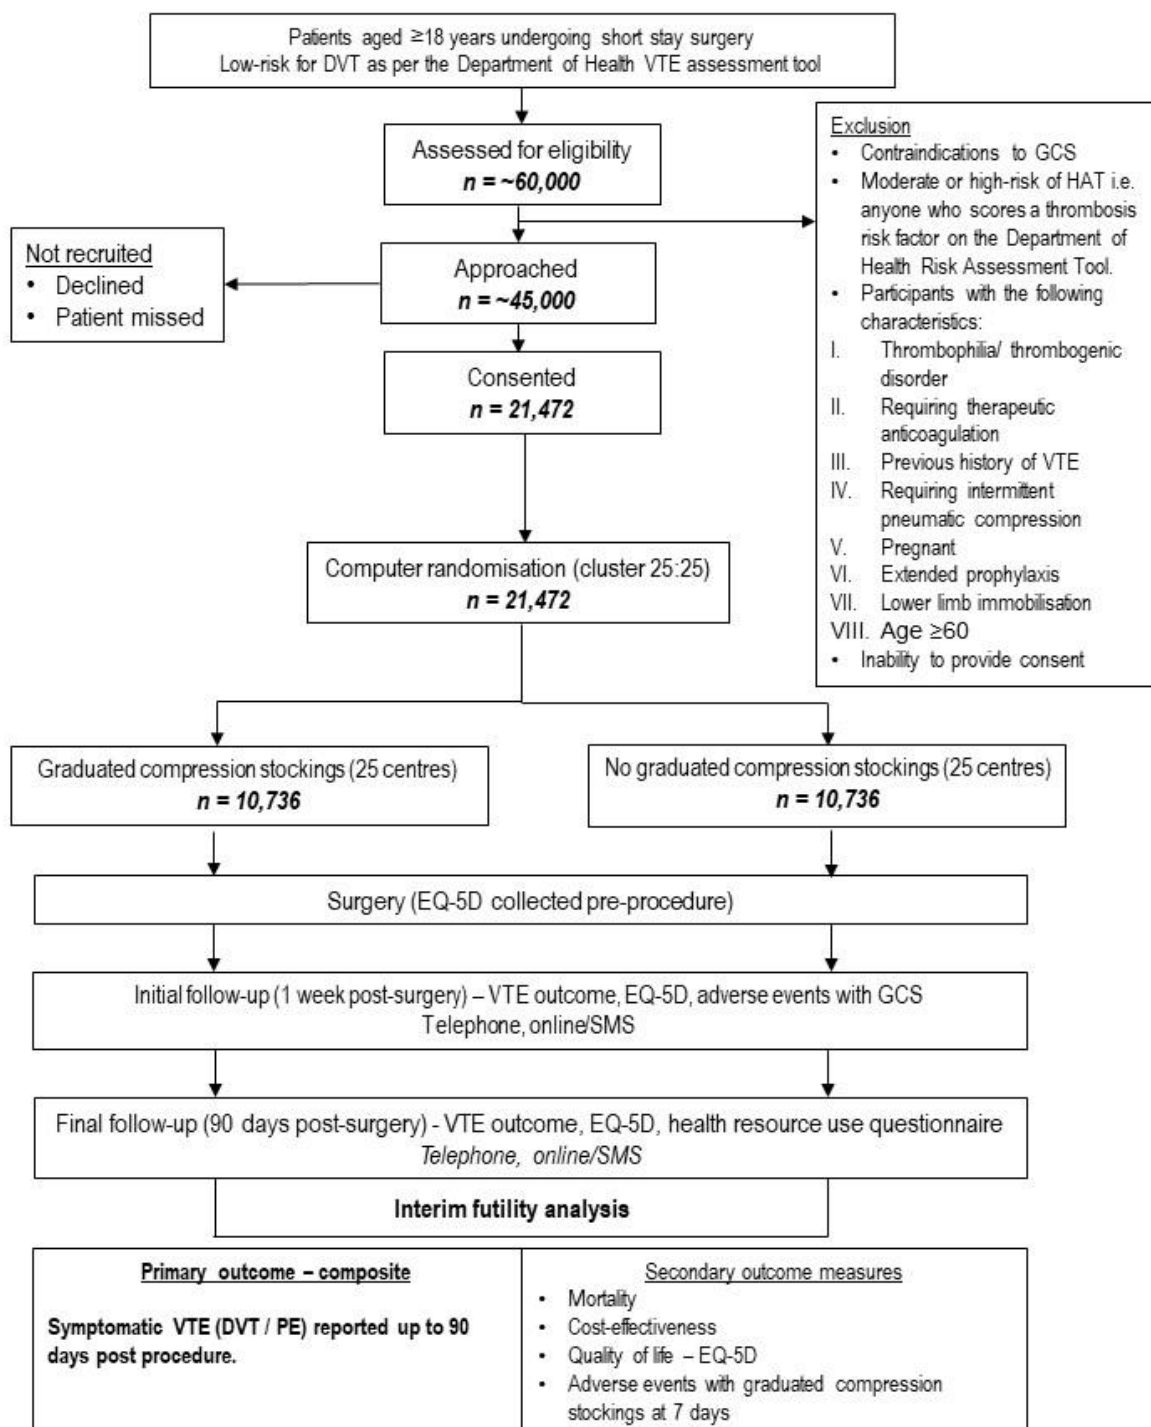 Patients aged ≥18 years undergoing short stay surgery
Low-risk for DVT as per the Department of Health VTE assessment tool
Assessed for eligibility
n = ~60,000
Exclusion
• Contraindications to GCS
• Moderate or high-risk of HAT i.e.
anyone who scores a thrombosis
risk factor on the Department of
Health Risk Assessment Tool.
• Participants with the following
characteristics:
I. Thrombophilia/ thrombogenic
disorder
II. Requiring therapeutic
anticoagulation
III. Previous history of VTE
IV. Requiring intermittent
pneumatic compression
V. Pregnant
VI. Extended prophylaxis
VII. Lower limb immobilisation
VIII. Age ≥60
• Inability to provide consent
Not recruited
• Declined
• Patient missed
Approached
n = ~45,000
Consented
n = 21,472
Computer randomisation (cluster 25:25)
n = 21,472
Graduated compression stockings (25 centres)
n = 10,736
No graduated compression stockings (25 centres)
n = 10,736
Surgery (EQ-5D collected pre-procedure)
Initial follow-up (1 week post-surgery) – VTE outcome, EQ-5D, adverse events with GCS
Telephone, online/SMS
Final follow-up (90 days post-surgery) - VTE outcome, EQ-5D, health resource use questionnaire
Telephone, online/SMS
Interim futility analysis
Primary outcome – composite
Symptomatic VTE (DVT / PE) reported up to 90
days post procedure.
Secondary outcome measures
• Mortality
• Cost-effectiveness
• Quality of life – EQ-5D
• Adverse events with graduated compression
stockings at 7 days